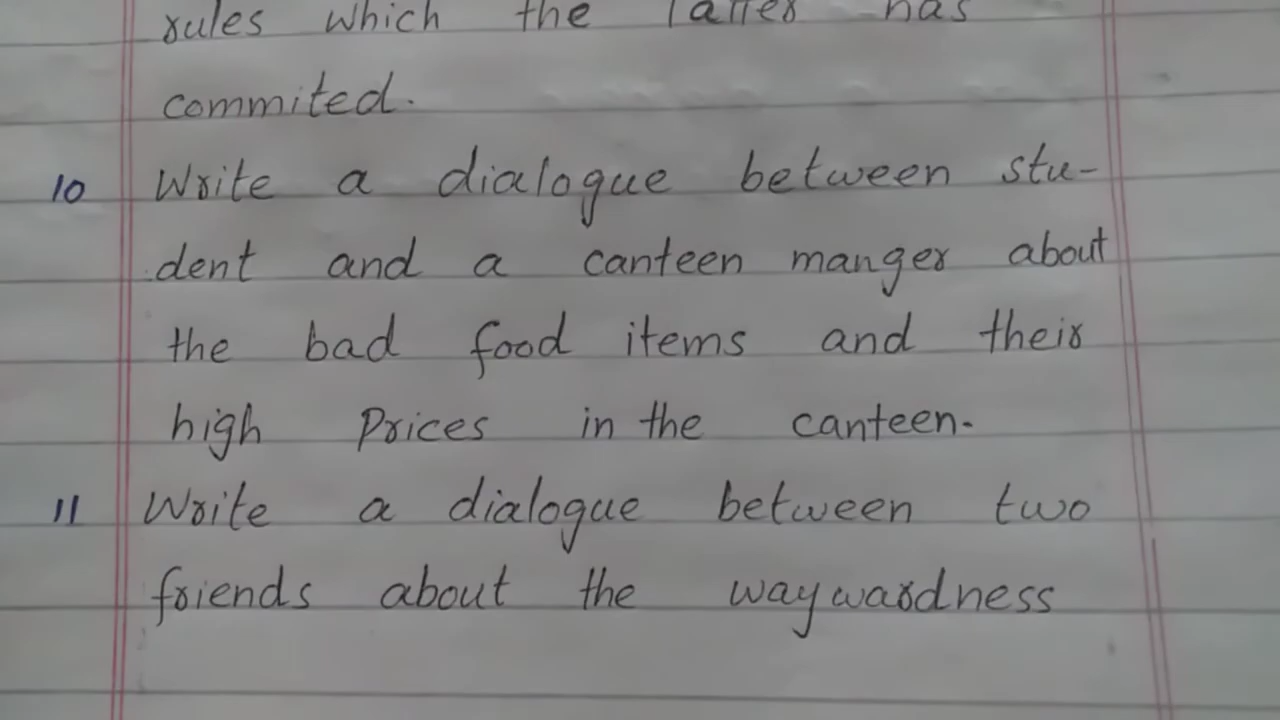 rules which the latter has
commited.
10 Write a dialogue between stu-
dent and a canteen manger about
the bad food items and their
high Prices in the canteen.
11 Write a dialogue between two
friends about the waywardness